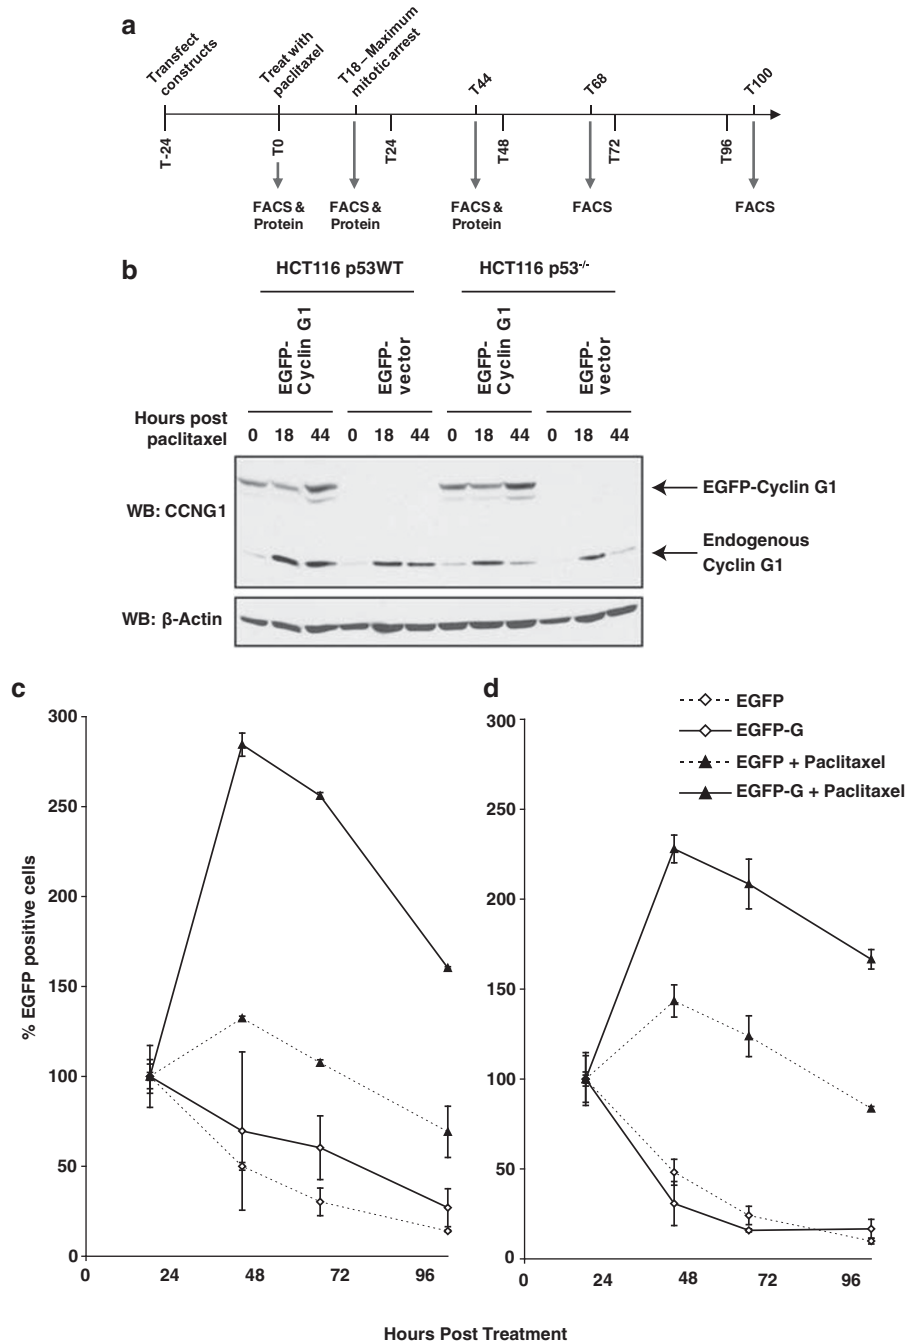 a
Transfect
constructs
Treat with
paclitaxel
T18 – Maximum
mitotic arrest
T44
T68
T100
T-24
T0
T24
T48
T72
T96
FACS &
Protein
FACS &
Protein
FACS &
Protein
FACS
FACS
b
HCT116 p53WT
HCT116 p53-/-
EGFP-
Cyclin G1
EGFP-
vector
EGFP-
Cyclin G1
EGFP-
vector
Hours post
paclitaxel
0 18 44 0 18 44 0 18 44 0 18 44
WB: CCNG1
EGFP-Cyclin G1
Endogenous
Cyclin G1
WB: β-Actin
c
% EGFP positive cells
300
250
200
150
100
50
0
0 24 48 72 96
d
EGFP
EGFP-G
EGFP + Paclitaxel
EGFP-G + Paclitaxel
300
250
200
150
100
50
0
0 24 48 72 96
Hours Post Treatment